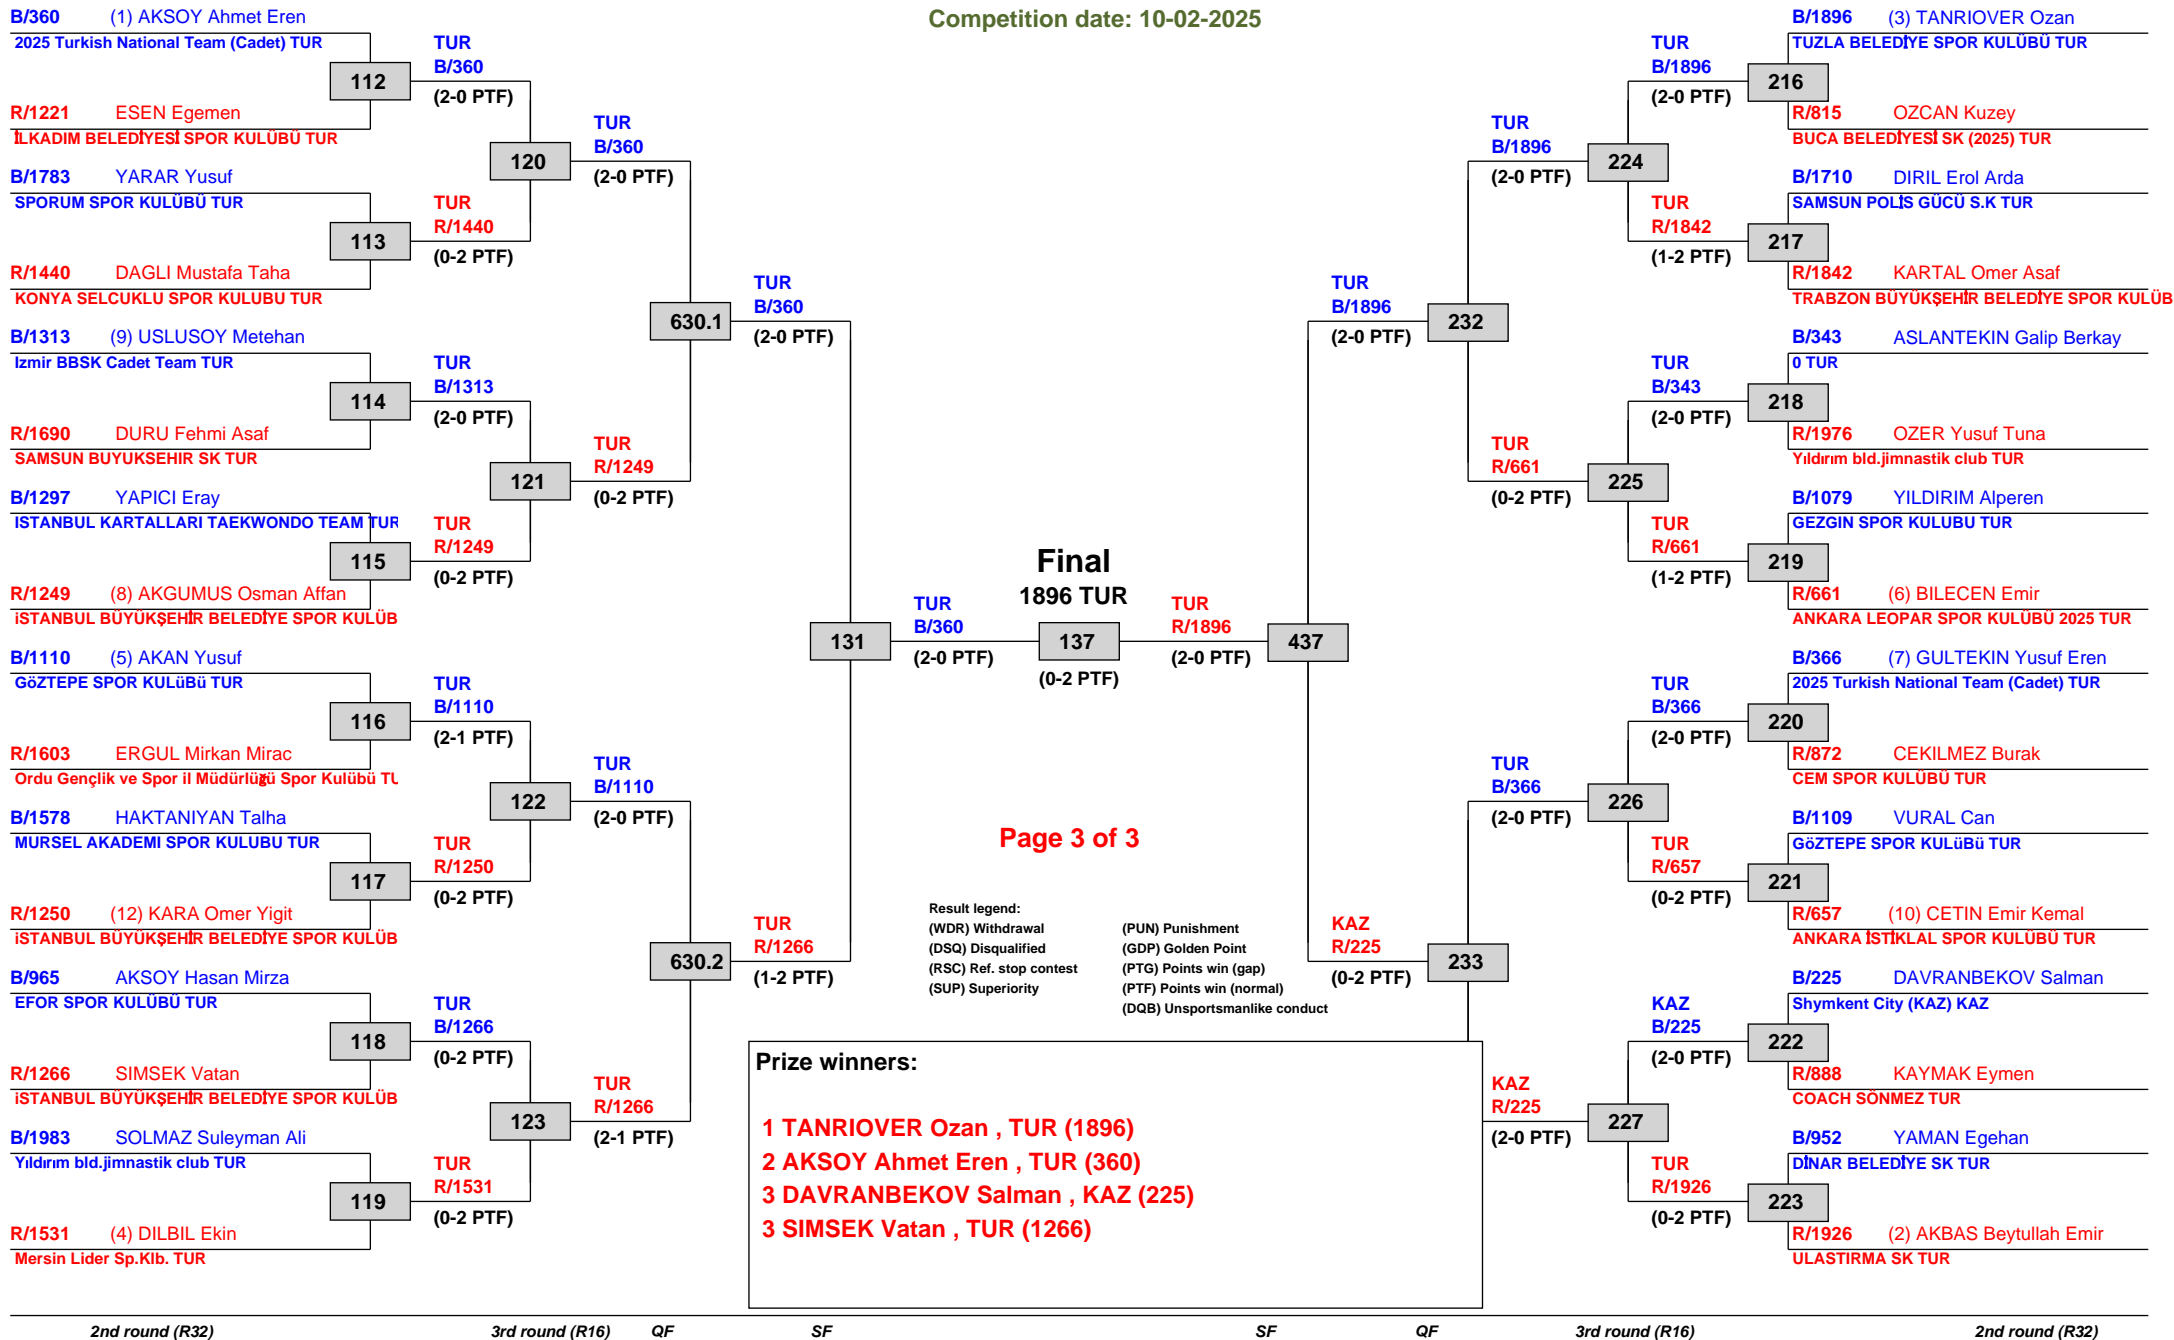 Competition date: 10-02-2025
B/360 (1) AKSOY Ahmet Eren
2025 Turkish National Team (Cadet) TUR
112
R/1221 ESEN Egemen
İLKADIM BELEDİYESİ SPOR KULÜBÜ TUR
B/1783 YARAR Yusuf
SPORUM SPOR KULÜBÜ TUR
113
R/1440 DAGLI Mustafa Taha
KONYA SELCUKLU SPOR KULUBU TUR
B/1313 (9) USLUSOY Metehan
Izmir BBSK Cadet Team TUR
114
R/1690 DURU Fehmi Asaf
SAMSUN BUYUKSEHIR SK TUR
B/1297 YAPICI Eray
ISTANBUL KARTALLARI TAEKWONDO TEAM TUR
115
R/1249 (8) AKGUMUS Osman Affan
iSTANBUL BÜYÜKŞEHİR BELEDİYE SPOR KULÜB
B/1110 (5) AKAN Yusuf
GöZTEPE SPOR KULüBü TUR
116
R/1603 ERGUL Mirkan Mirac
Ordu Gençlik ve Spor il Müdürlüğü Spor Kulübü TU
B/1578 HAKTANIYAN Talha
MURSEL AKADEMI SPOR KULUBU TUR
117
R/1250 (12) KARA Omer Yigit
iSTANBUL BÜYÜKŞEHİR BELEDİYE SPOR KULÜB
B/965 AKSOY Hasan Mirza
EFOR SPOR KULÜBÜ TUR
118
R/1266 SIMSEK Vatan
iSTANBUL BÜYÜKŞEHİR BELEDİYE SPOR KULÜB
B/1983 SOLMAZ Suleyman Ali
Yıldırım bld.jimnastik club TUR
119
R/1531 (4) DILBIL Ekin
Mersin Lider Sp.Klb. TUR
TUR
B/360
(2-0 PTF)
120
TUR
R/1440
(0-2 PTF)
TUR
B/1313
(2-0 PTF)
121
TUR
R/1249
(0-2 PTF)
TUR
B/1110
(2-1 PTF)
122
TUR
R/1250
(0-2 PTF)
TUR
B/1266
(0-2 PTF)
123
TUR
R/1531
(0-2 PTF)
TUR
B/360
(2-0 PTF)
630.1
TUR
R/1249
(0-2 PTF)
TUR
B/1110
(2-0 PTF)
630.2
TUR
R/1266
(2-1 PTF)
TUR
B/360
(2-0 PTF)
131
TUR
R/1266
(1-2 PTF)
TUR
B/360
(2-0 PTF)
Final
1896 TUR
137
(0-2 PTF)
TUR
R/1896
(2-0 PTF)
437
TUR
B/1896
(2-0 PTF)
232
KAZ
R/225
(0-2 PTF)
233
TUR
B/1896
(2-0 PTF)
224
TUR
R/661
(0-2 PTF)
225
TUR
B/366
(2-0 PTF)
226
KAZ
R/225
(2-0 PTF)
227
TUR
B/1896
(2-0 PTF)
TUR
R/1842
(1-2 PTF)
TUR
B/343
(2-0 PTF)
TUR
R/661
(1-2 PTF)
TUR
B/366
(2-0 PTF)
TUR
R/657
(0-2 PTF)
KAZ
B/225
(2-0 PTF)
TUR
R/1926
(0-2 PTF)
B/1896 (3) TANRIOVER Ozan
TUZLA BELEDİYE SPOR KULÜBÜ TUR
216
R/815 OZCAN Kuzey
BUCA BELEDİYESİ SK (2025) TUR
B/1710 DIRIL Erol Arda
SAMSUN POLİS GÜCÜ S.K TUR
217
R/1842 KARTAL Omer Asaf
TRABZON BÜYÜKŞEHİR BELEDİYE SPOR KULÜB
B/343 ASLANTEKIN Galip Berkay
0 TUR
218
R/1976 OZER Yusuf Tuna
Yıldırım bld.jimnastik club TUR
B/1079 YILDIRIM Alperen
GEZGIN SPOR KULUBU TUR
219
R/661 (6) BILECEN Emir
ANKARA LEOPAR SPOR KULÜBÜ 2025 TUR
B/366 (7) GULTEKIN Yusuf Eren
2025 Turkish National Team (Cadet) TUR
220
R/872 CEKILMEZ Burak
CEM SPOR KULÜBÜ TUR
B/1109 VURAL Can
GöZTEPE SPOR KULüBü TUR
221
R/657 (10) CETIN Emir Kemal
ANKARA İSTİKLAL SPOR KULÜBÜ TUR
B/225 DAVRANBEKOV Salman
Shymkent City (KAZ) KAZ
222
R/888 KAYMAK Eymen
COACH SÖNMEZ TUR
B/952 YAMAN Egehan
DİNAR BELEDİYE SK TUR
223
R/1926 (2) AKBAS Beytullah Emir
ULASTIRMA SK TUR
Page 3 of 3
Result legend:
(WDR) Withdrawal (PUN) Punishment
(DSQ) Disqualified (GDP) Golden Point
(RSC) Ref. stop contest (PTG) Points win (gap)
(SUP) Superiority (PTF) Points win (normal)
(DQB) Unsportsmanlike conduct
Prize winners:
1 TANRIOVER Ozan , TUR (1896)
2 AKSOY Ahmet Eren , TUR (360)
3 DAVRANBEKOV Salman , KAZ (225)
3 SIMSEK Vatan , TUR (1266)
2nd round (R32) 3rd round (R16) QF SF SF QF 3rd round (R16) 2nd round (R32)